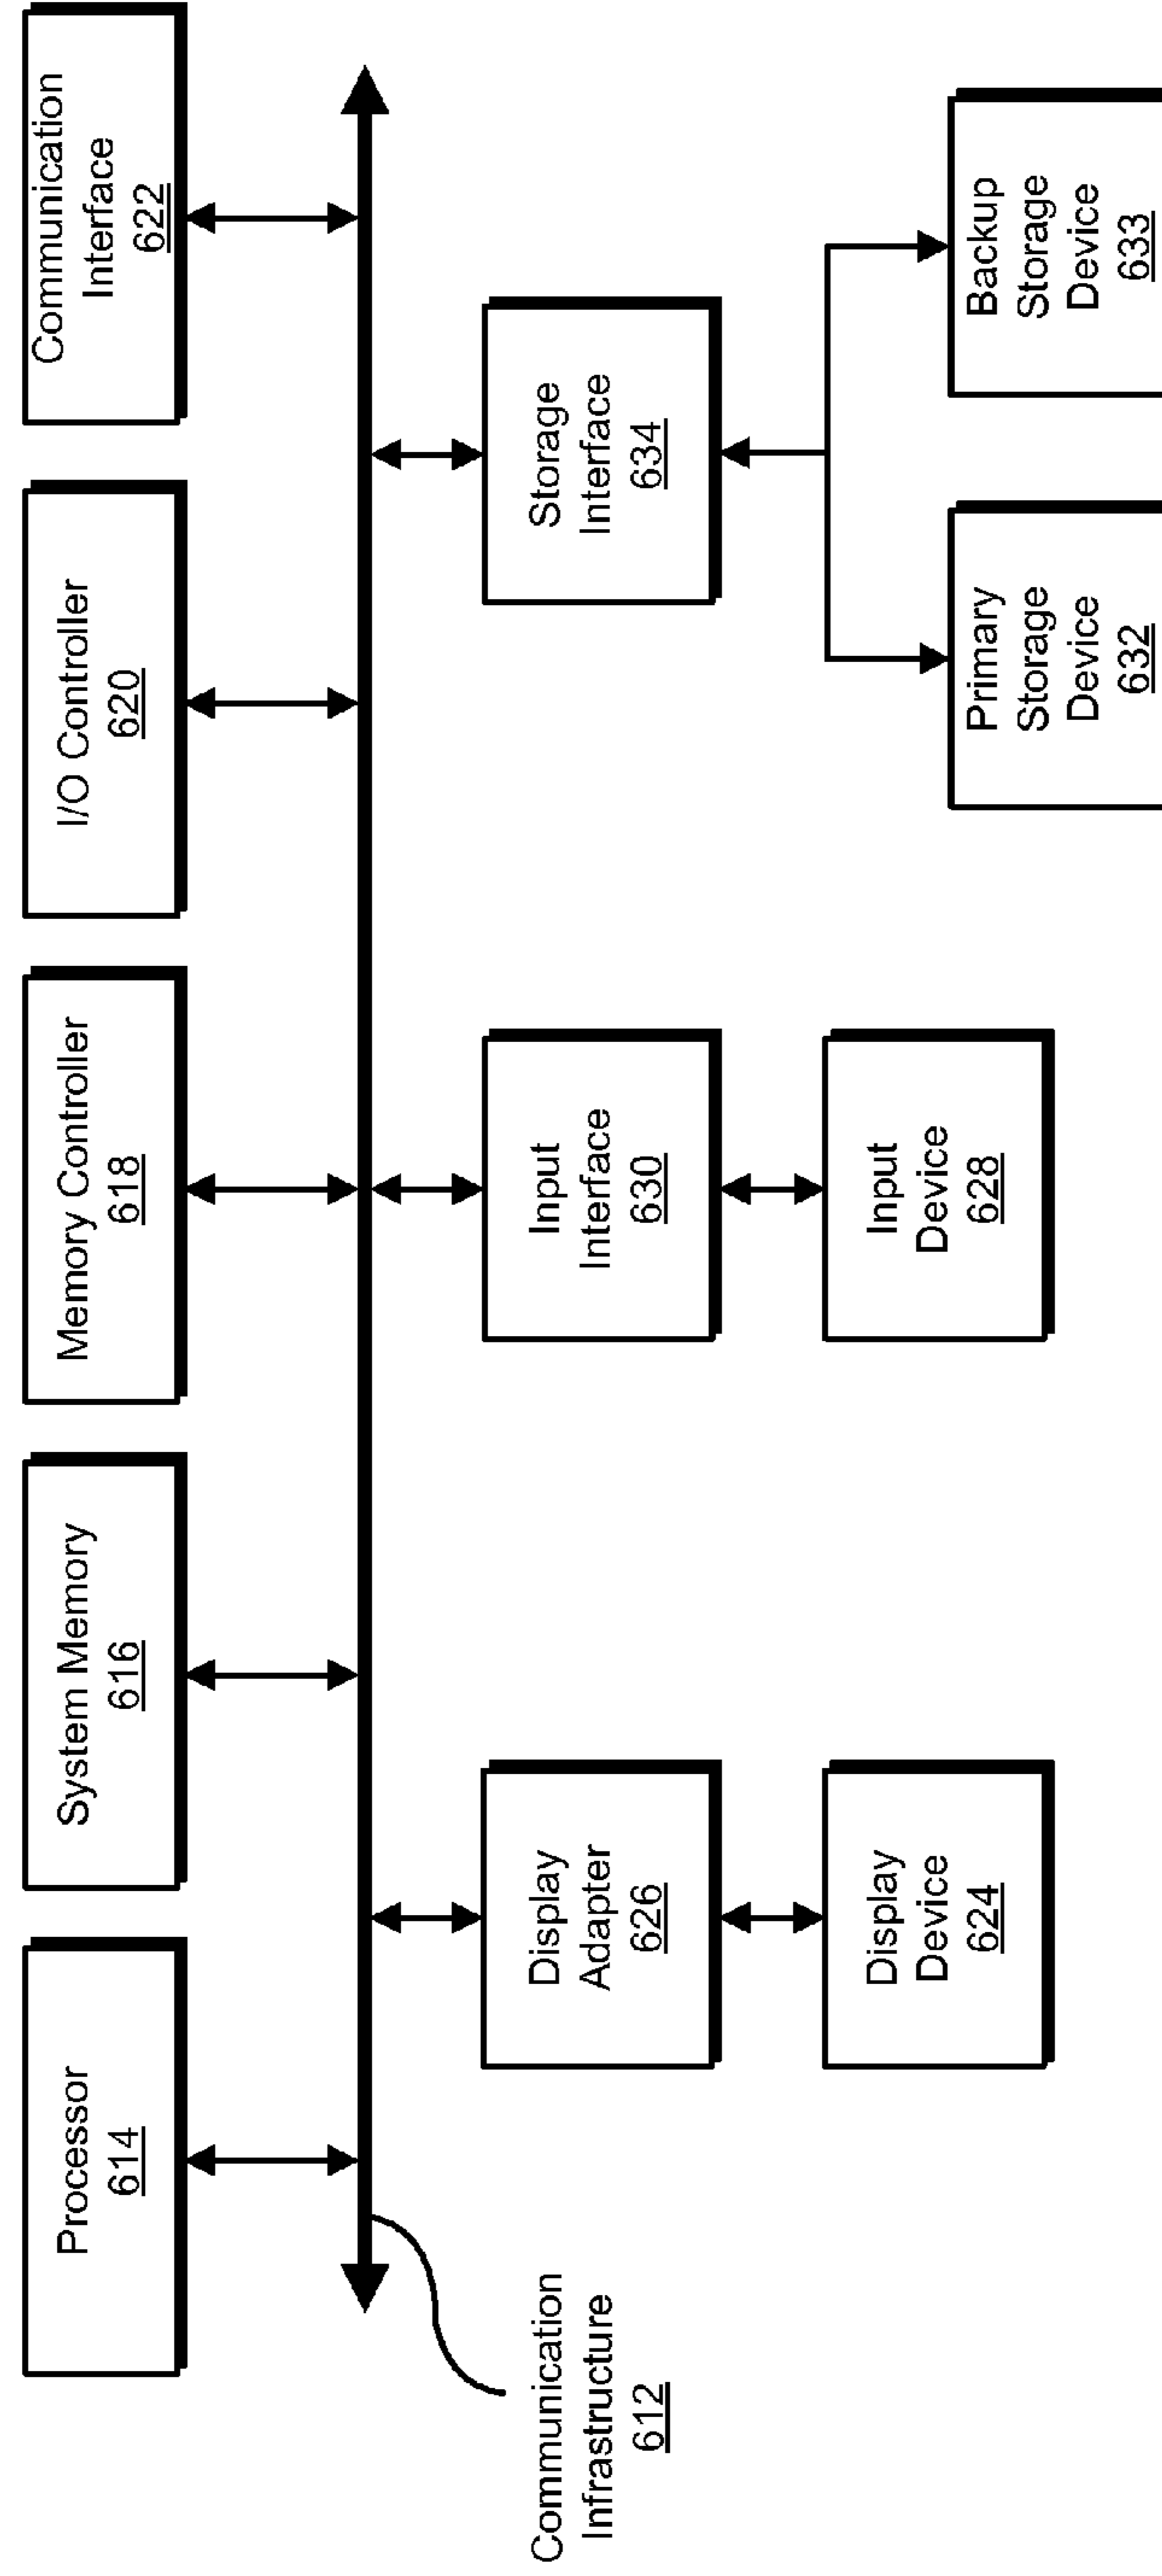 Processor
614
System Memory
616
Memory Controller
618
I/O Controller
620
Communication
Interface
622
Communication
Infrastructure
612
Display
Adapter
626
Input
Interface
630
Storage
Interface
634
Display
Device
624
Input
Device
628
Primary
Storage
Device
632
Backup
Storage
Device
633